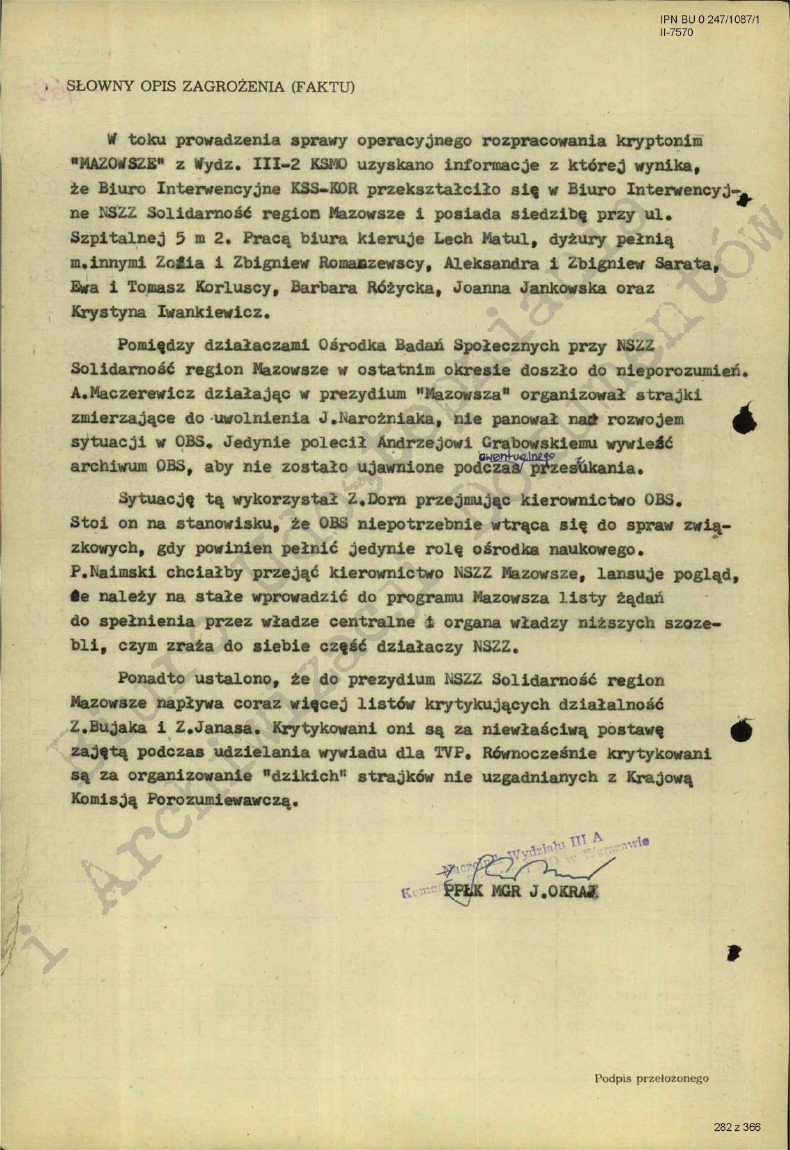 IPN BU 0 247/1087/1
II-7570
SŁOWNY OPIS ZAGROŻENIA (FAKTU)
W toku prowadzenia sprawy operacyjnego rozpracowania kryptonim
"MAZOWSZE" z Wydz. III-2 KSMO uzyskano informacje z której wynika,
że Biuro Interwencyjne KSS-KOR przekształciło się w Biuro Interwencyj-
ne NSZZ Solidarność region Mazowsze i posiada siedzibę przy ul.
Szpitalnej 5 m 2. Pracą biura kieruje Lech Matul, dyżury pełnią
m.innymi Zofia i Zbigniew Romaszewscy, Aleksandra i Zbigniew Sarata,
Ewa i Tomasz Korluscy, Barbara Różycka, Joanna Jankowska oraz
Krystyna Iwankiewicz.
Pomiędzy działaczami Ośrodka Badań Społecznych przy NSZZ
Solidarność region Mazowsze w ostatnim okresie doszło do nieporozumień.
A.Maczerewicz działając w prezydium "Mazowsza" organizował strajki
zmierzające do uwolnienia J.Narożniaka, nie panował nad rozwojem
sytuacji w OBS. Jedynie polecił Andrzejowi Grąbowskiemu wywieść
ewentualnego
archiwum OBS, aby nie zostało ujawnione podczas przeszukania.
Sytuację tą wykorzystał Z.Dorn przejmując kierownictwo OBS.
Stoi on na stanowisku, że OBS niepotrzebnie wtrąca się do spraw zwią-
zkowych, gdy powinien pełnić jedynie rolę ośrodka naukowego.
P.Naimski chciałby przejąć kierownictwo NSZZ Mazowsze, lansuje pogląd,
że należy na stałe wprowadzić do programu Mazowsza listy żądań
do spełnienia przez władze centralne i organa władzy niższych szcze-
bli, czym zraża do siebie część działaczy NSZZ.
Ponadto ustalono, że do prezydium NSZZ Solidarność region
Mazowsze napływa coraz więcej listów krytykujących działalność
Z.Bujaka i Z.Janasa. Krytykowani oni są za niewłaściwą postawę
zajętą podczas udzielania wywiadu dla TVP. Równocześnie krytykowani
są za organizowanie "dzikich" strajków nie uzgadnianych z Krajową
Komisją Porozumiewawczą.
Naczelnik Wydziału III A
w Warszawie
PPŁK MGR J.OKRAJ
Podpis przełożonego
282 z 366